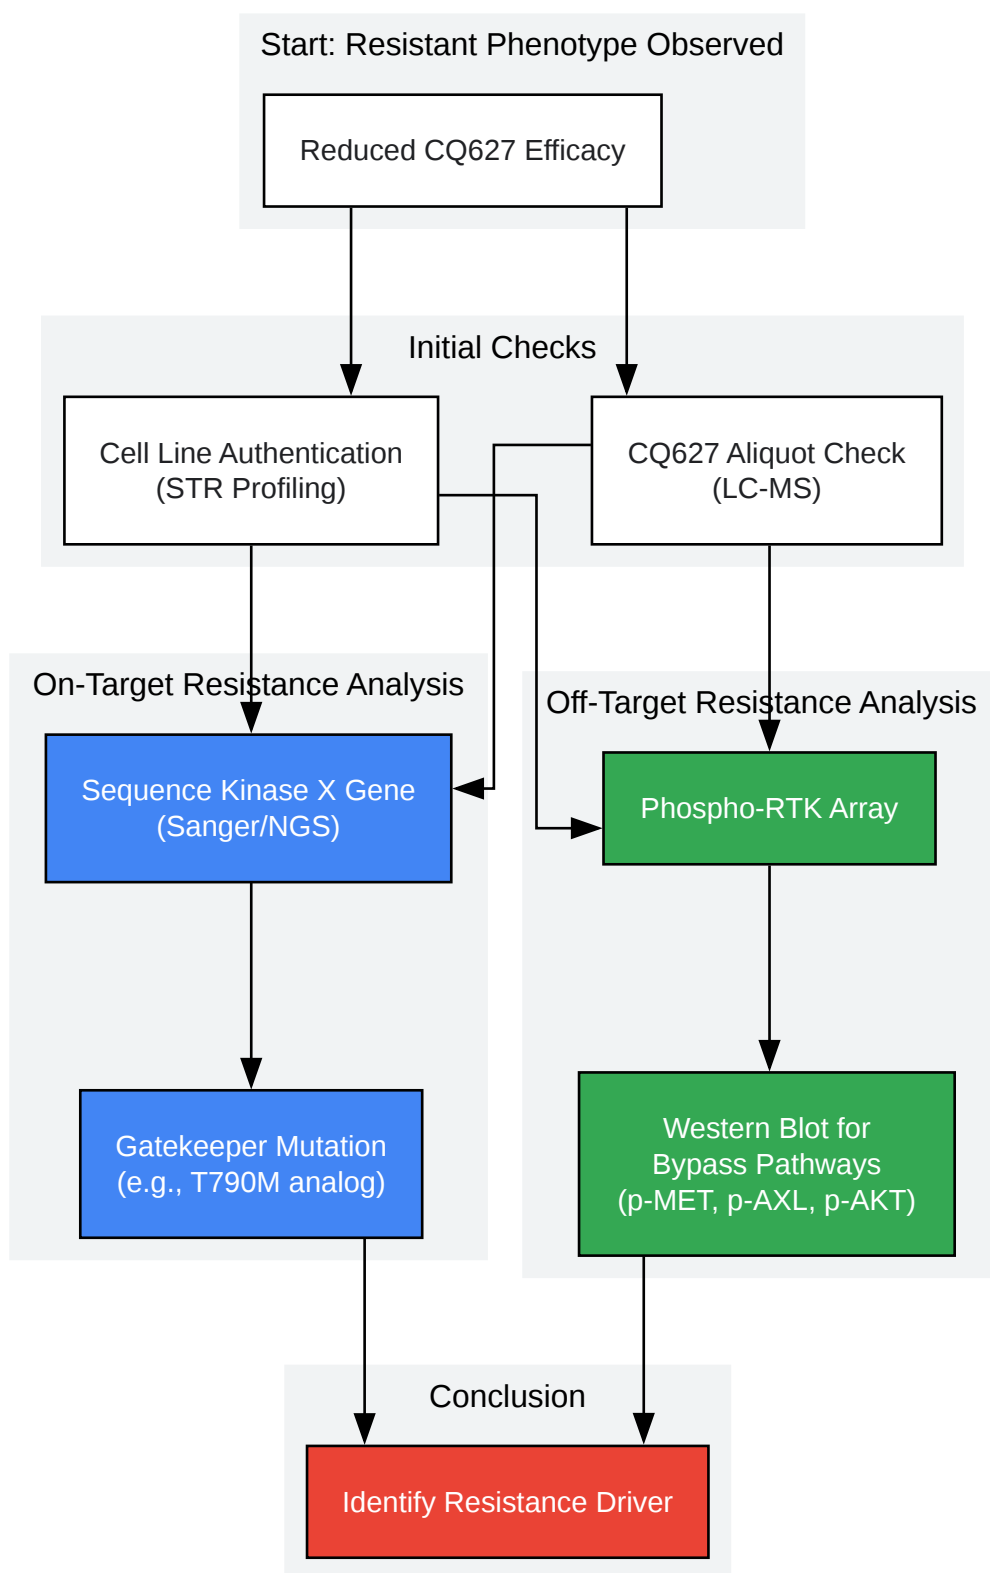 Start: Resistant Phenotype Observed
Reduced CQ627 Efficacy
Initial Checks
Cell Line Authentication
(STR Profiling)
CQ627 Aliquot Check
(LC-MS)
On-Target Resistance Analysis
Sequence Kinase X Gene
(Sanger/NGS)
Gatekeeper Mutation
(e.g., T790M analog)
Off-Target Resistance Analysis
Phospho-RTK Array
Western Blot for
Bypass Pathways
(p-MET, p-AXL, p-AKT)
Conclusion
Identify Resistance Driver